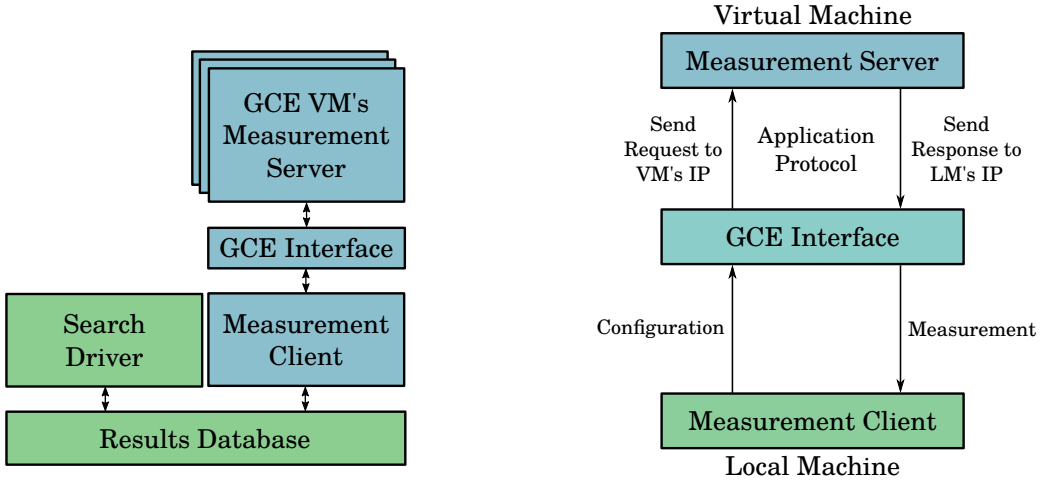 GCE VM's
Measurement
Server
GCE Interface
Search
Driver
Measurement
Client
Results Database
Virtual Machine
Measurement Server
Send
Request to
VM's IP
Application
Protocol
Send
Response to
LM's IP
GCE Interface
Configuration
Measurement
Measurement Client
Local Machine